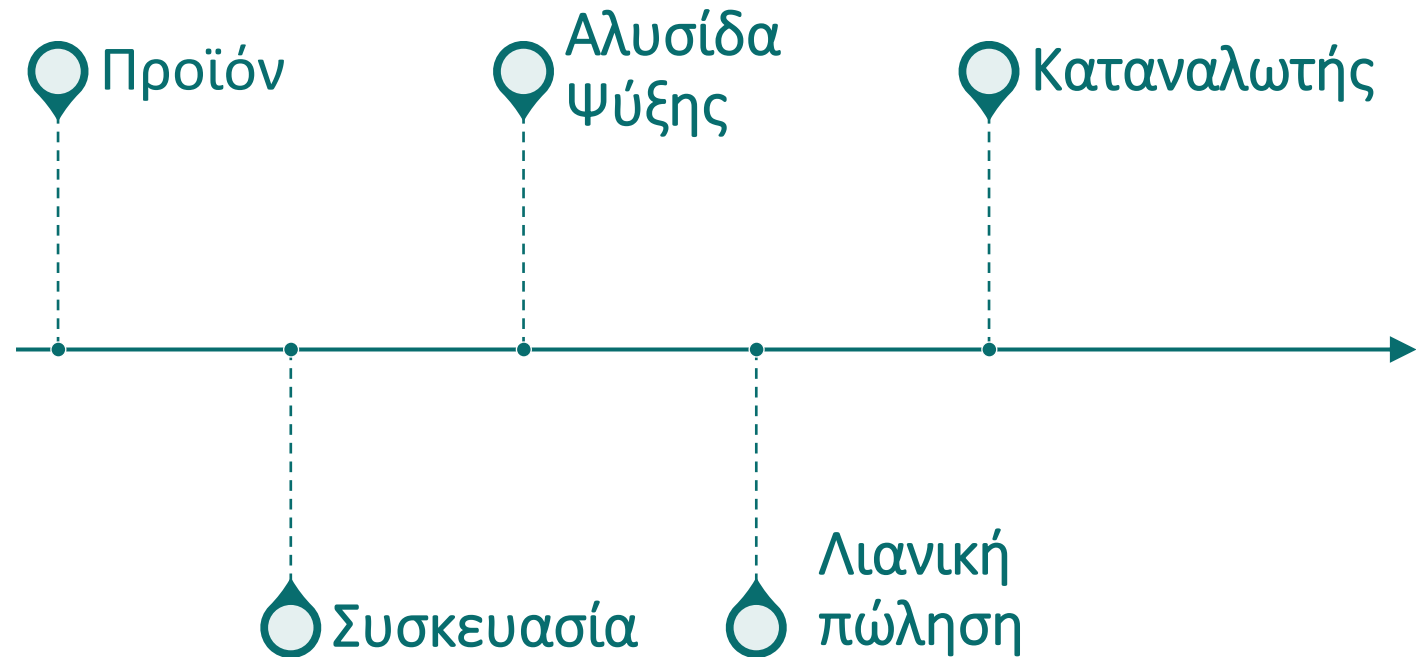 Προϊόν
Αλυσίδα
Ψύξης
Καταναλωτής
Συσκευασία
Λιανική
πώληση